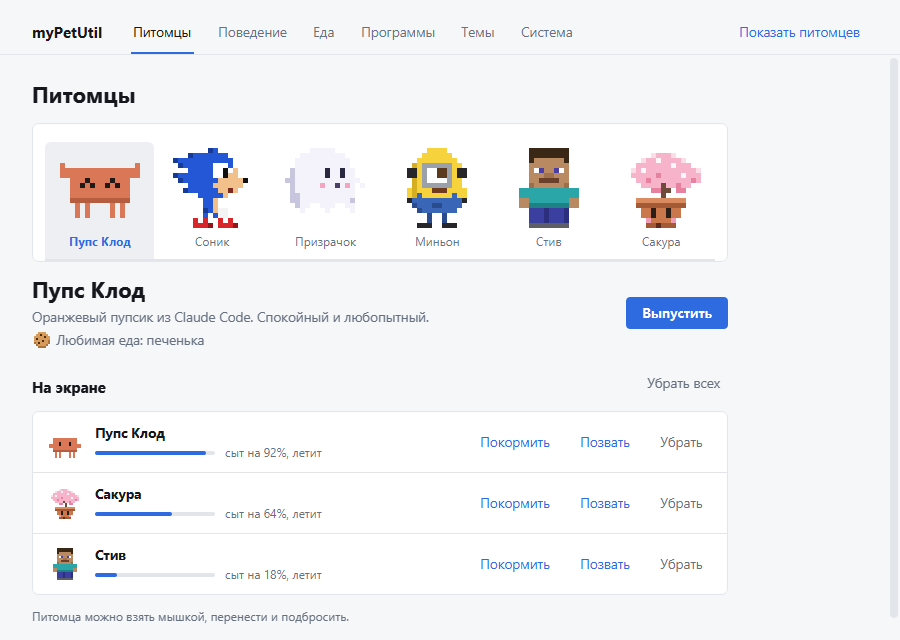 myPetUtil Питомцы Поведение Еда Программы Темы Система Показать питомцев
Питомцы
Пупс Клод Соник Призрачок Миньон Стив Сакура
Пупс Клод
Оранжевый пупсик из Claude Code. Спокойный и любопытный.
Любимая еда: печенька
Выпустить
На экране
Убрать всех
Пупс Клод
сыт на 92%, летит
Покормить Позвать Убрать
Сакура
сыт на 64%, летит
Покормить Позвать Убрать
Стив
сыт на 18%, летит
Покормить Позвать Убрать
Питомца можно взять мышкой, перенести и подбросить.